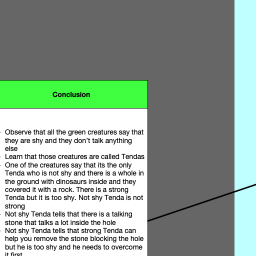 Conclusion
Observe that all the green creatures say that
they are shy and they don't talk anything
else
Learn that those creatures are called Tendas
One of the creatures say that its the only
Tenda who is not shy and there is a whole in
the ground with dinosaurs inside and they
covered it with a rock. There is a strong
Tenda but it is too shy. Not shy Tenda is not
strong
Not shy Tenda tells that there is a talking
stone that talks a lot inside the hole
Not shy Tenda tells that strong Tenda can
help you remove the stone blocking the hole
but he is too shy and he needs to overcome
it first